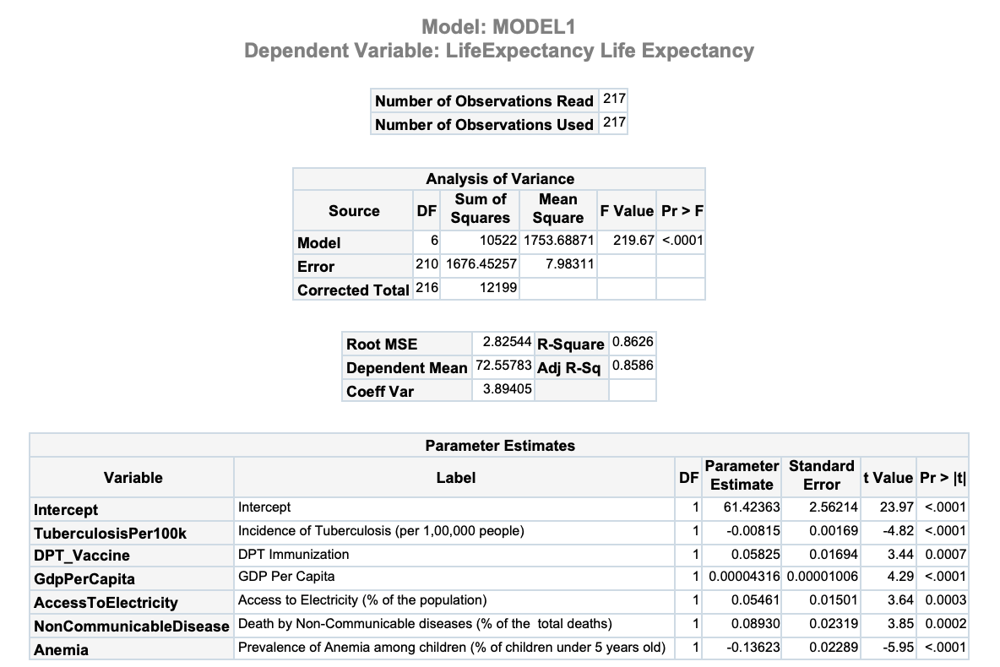 Model: MODEL1
Dependent Variable: LifeExpectancy Life Expectancy
Number of Observations Read 217
Number of Observations Used 217
Analysis of Variance
Source DF Sum of Squares Mean Square F Value Pr > F
Model 6 10522 1753.68871 219.67 <.0001
Error 210 1676.45257 7.98311
Corrected Total 216 12199
Root MSE 2.82544 R-Square 0.8626
Dependent Mean 72.55783 Adj R-Sq 0.8586
Coeff Var 3.89405
Parameter Estimates
Variable Label DF Parameter Estimate Standard Error t Value Pr > |t|
Intercept Intercept 1 61.42363 2.56214 23.97 <.0001
TuberculosisPer100k Incidence of Tuberculosis (per 1,00,000 people) 1 -0.00815 0.00169 -4.82 <.0001
DPT_Vaccine DPT Immunization 1 0.05825 0.01694 3.44 0.0007
GdpPerCapita GDP Per Capita 1 0.00004316 0.00001006 4.29 <.0001
AccessToElectricity Access to Electricity (% of the population) 1 0.05461 0.01501 3.64 0.0003
NonCommunicableDisease Death by Non-Communicable diseases (% of the total deaths) 1 0.08930 0.02319 3.85 0.0002
Anemia Prevalence of Anemia among children (% of children under 5 years old) 1 -0.13623 0.02289 -5.95 <.0001